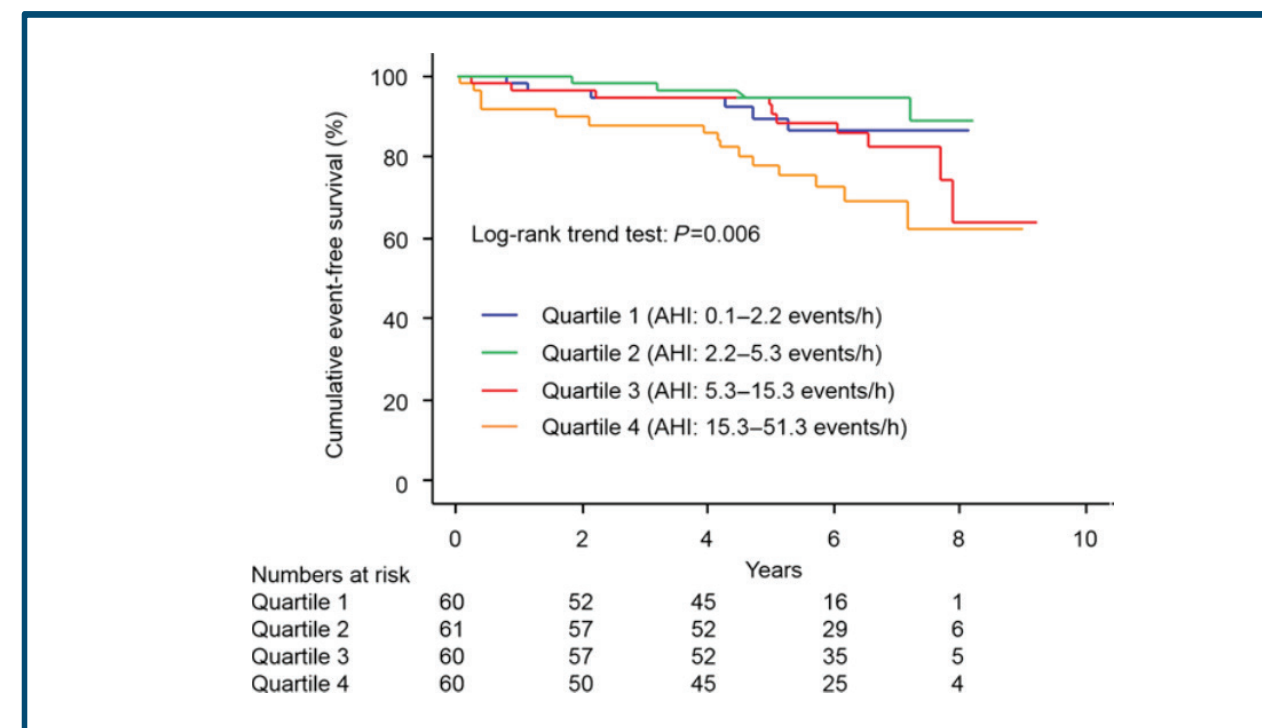 Cumulative event-free survival (%)
100
80
60
40
20
0
Log-rank trend test: P=0.006
Quartile 1 (AHI: 0.1–2.2 events/h)
Quartile 2 (AHI: 2.2–5.3 events/h)
Quartile 3 (AHI: 5.3–15.3 events/h)
Quartile 4 (AHI: 15.3–51.3 events/h)
0 2 4 6 8 10
Years
Numbers at risk
Quartile 1 60 52 45 16 1
Quartile 2 61 57 52 29 6
Quartile 3 60 57 52 35 5
Quartile 4 60 50 45 25 4